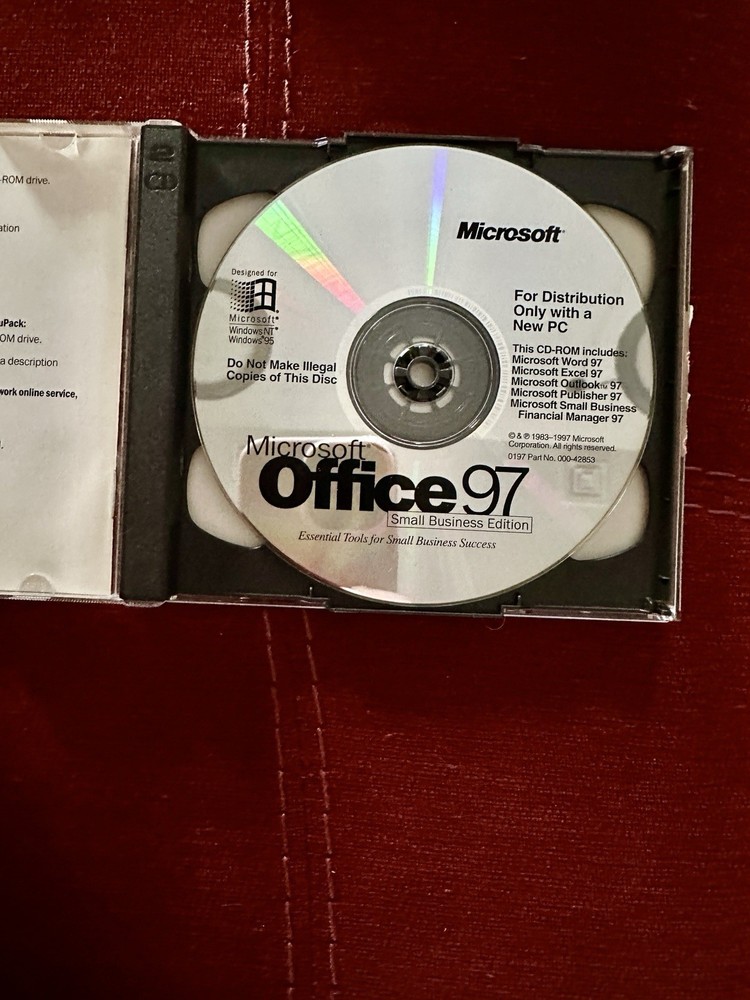 -ROM drive.
ation
uPack:
OM drive.
a description
work online service,
CD
Microsoft®
Designed for
Microsoft®
Windows NT®
Windows®95
Do Not Make Illegal
Copies of This Disc
For Distribution
Only with a
New PC
This CD-ROM includes:
Microsoft Word 97
Microsoft Excel 97
Microsoft Outlook™ 97
Microsoft Publisher 97
Microsoft Small Business
Financial Manager 97
© & ℗ 1983–1997 Microsoft
Corporation. All rights reserved.
0197 Part No. 000-42853
Microsoft®
Office 97
Small Business Edition
Essential Tools for Small Business Success